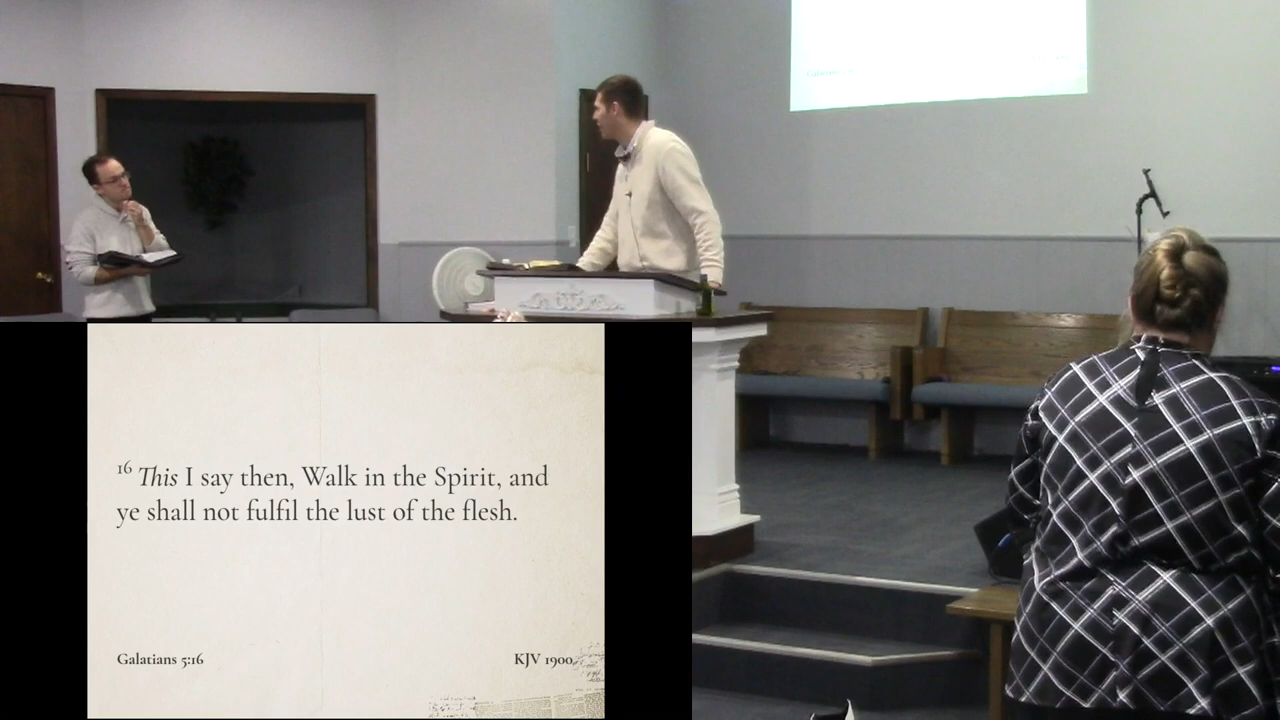 16 This I say then, Walk in the Spirit, and
ye shall not fulfil the lust of the flesh.
Galatians 5:16
KJV 1900